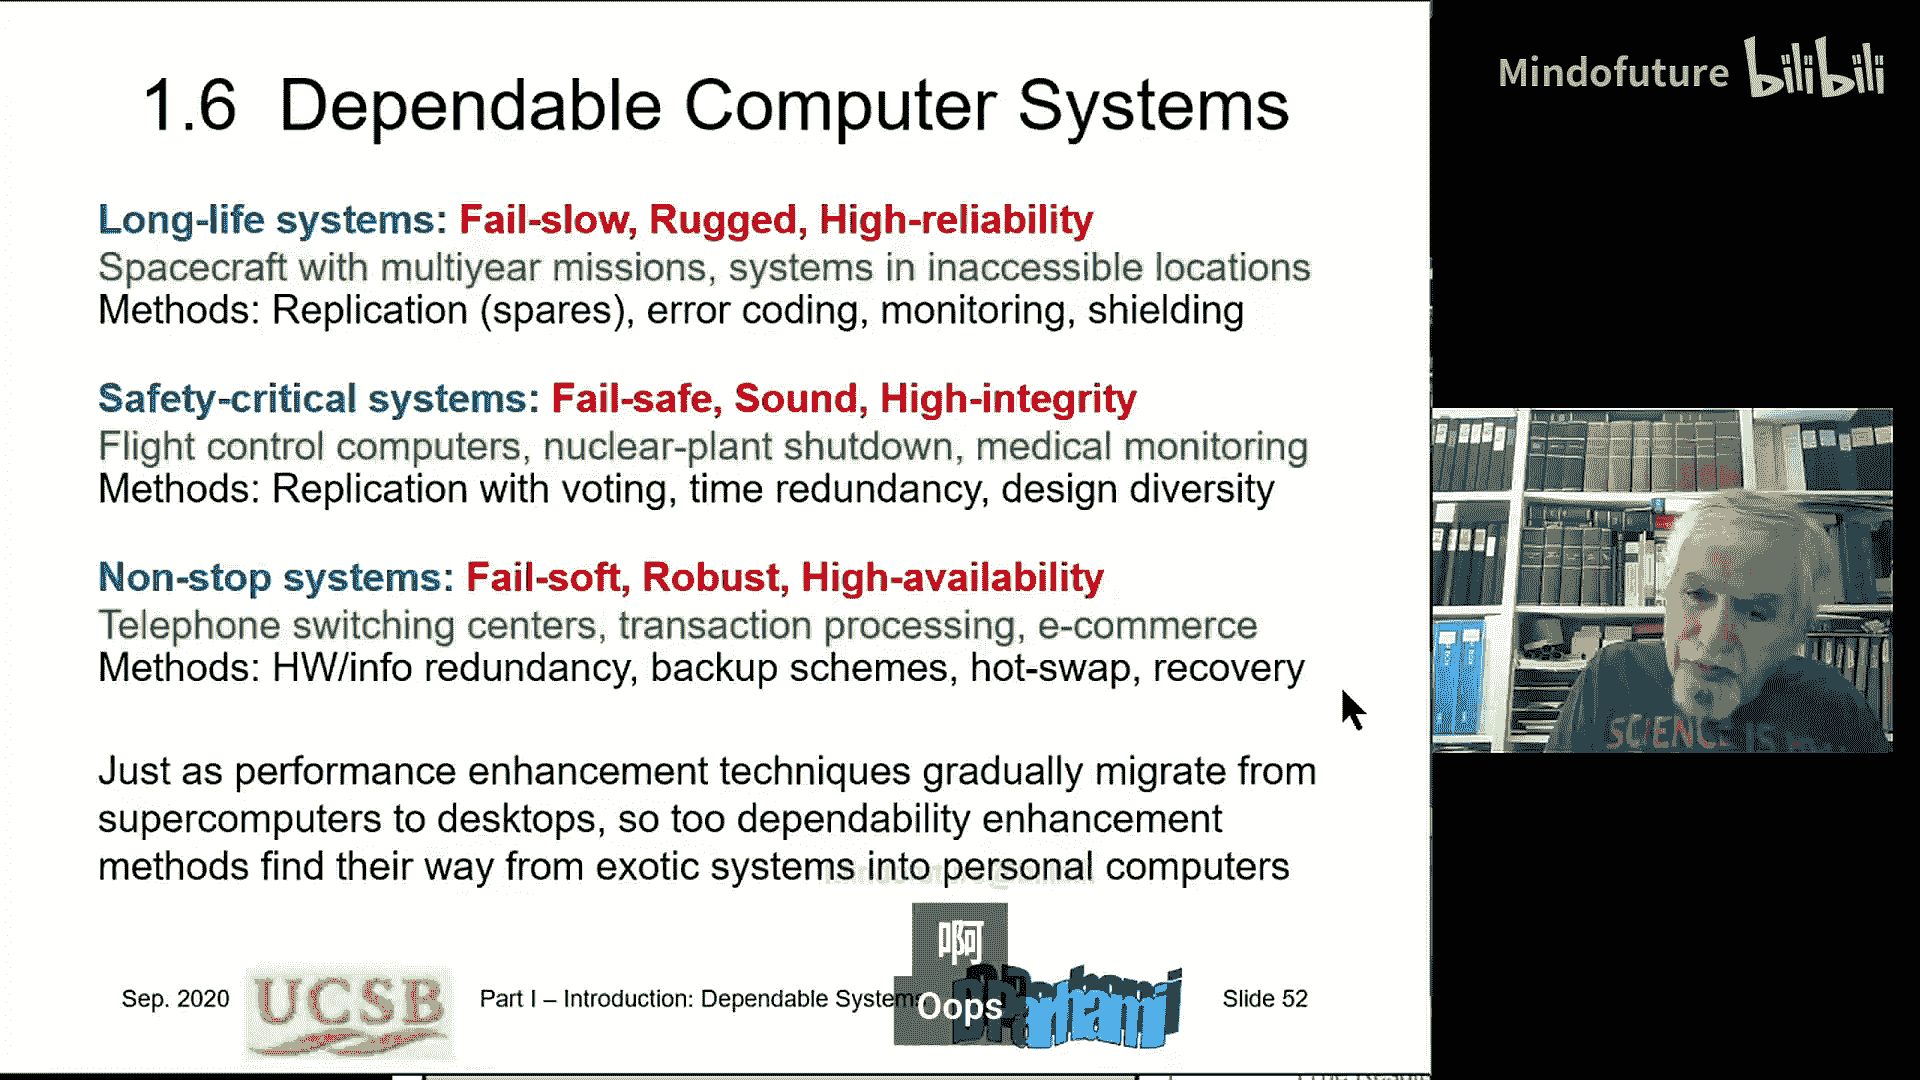 1.6 Dependable Computer Systems
Long-life systems: Fail-slow, Rugged, High-reliability
Spacecraft with multiyear missions, systems in inaccessible locations
Methods: Replication (spares), error coding, monitoring, shielding
Safety-critical systems: Fail-safe, Sound, High-integrity
Flight control computers, nuclear-plant shutdown, medical monitoring
Methods: Replication with voting, time redundancy, design diversity
Non-stop systems: Fail-soft, Robust, High-availability
Telephone switching centers, transaction processing, e-commerce
Methods: HW/info redundancy, backup schemes, hot-swap, recovery
Just as performance enhancement techniques gradually migrate from
supercomputers to desktops, so too dependability enhancement
methods find their way from exotic systems into personal computers
Sep. 2020
UCSB
Part I – Introduction: Dependable Systems
啊
Oops
B. Parhami
Slide 52
Mindofuture bilibili
SCIENCE IS